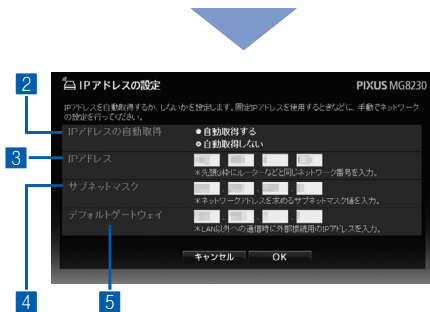 IPアドレスの設定
PIXUS MG8230
IPアドレスを自動取得するか、しないかを設定します。固定IPアドレスを使用するときなどに、手動でネットワーク
の設定を行ってください。
2
IPアドレスの自動取得
自動取得する
自動取得しない
3
IPアドレス
＊先頭3枠にルーターなどと同じネットワーク番号を入力。
4
サブネットマスク
＊ネットワークアドレスを求めるサブネットマスク値を入力。
5
デフォルトゲートウェイ
＊LAN以外への通信時に外部接続用のIPアドレスを入力。
キャンセル
OK